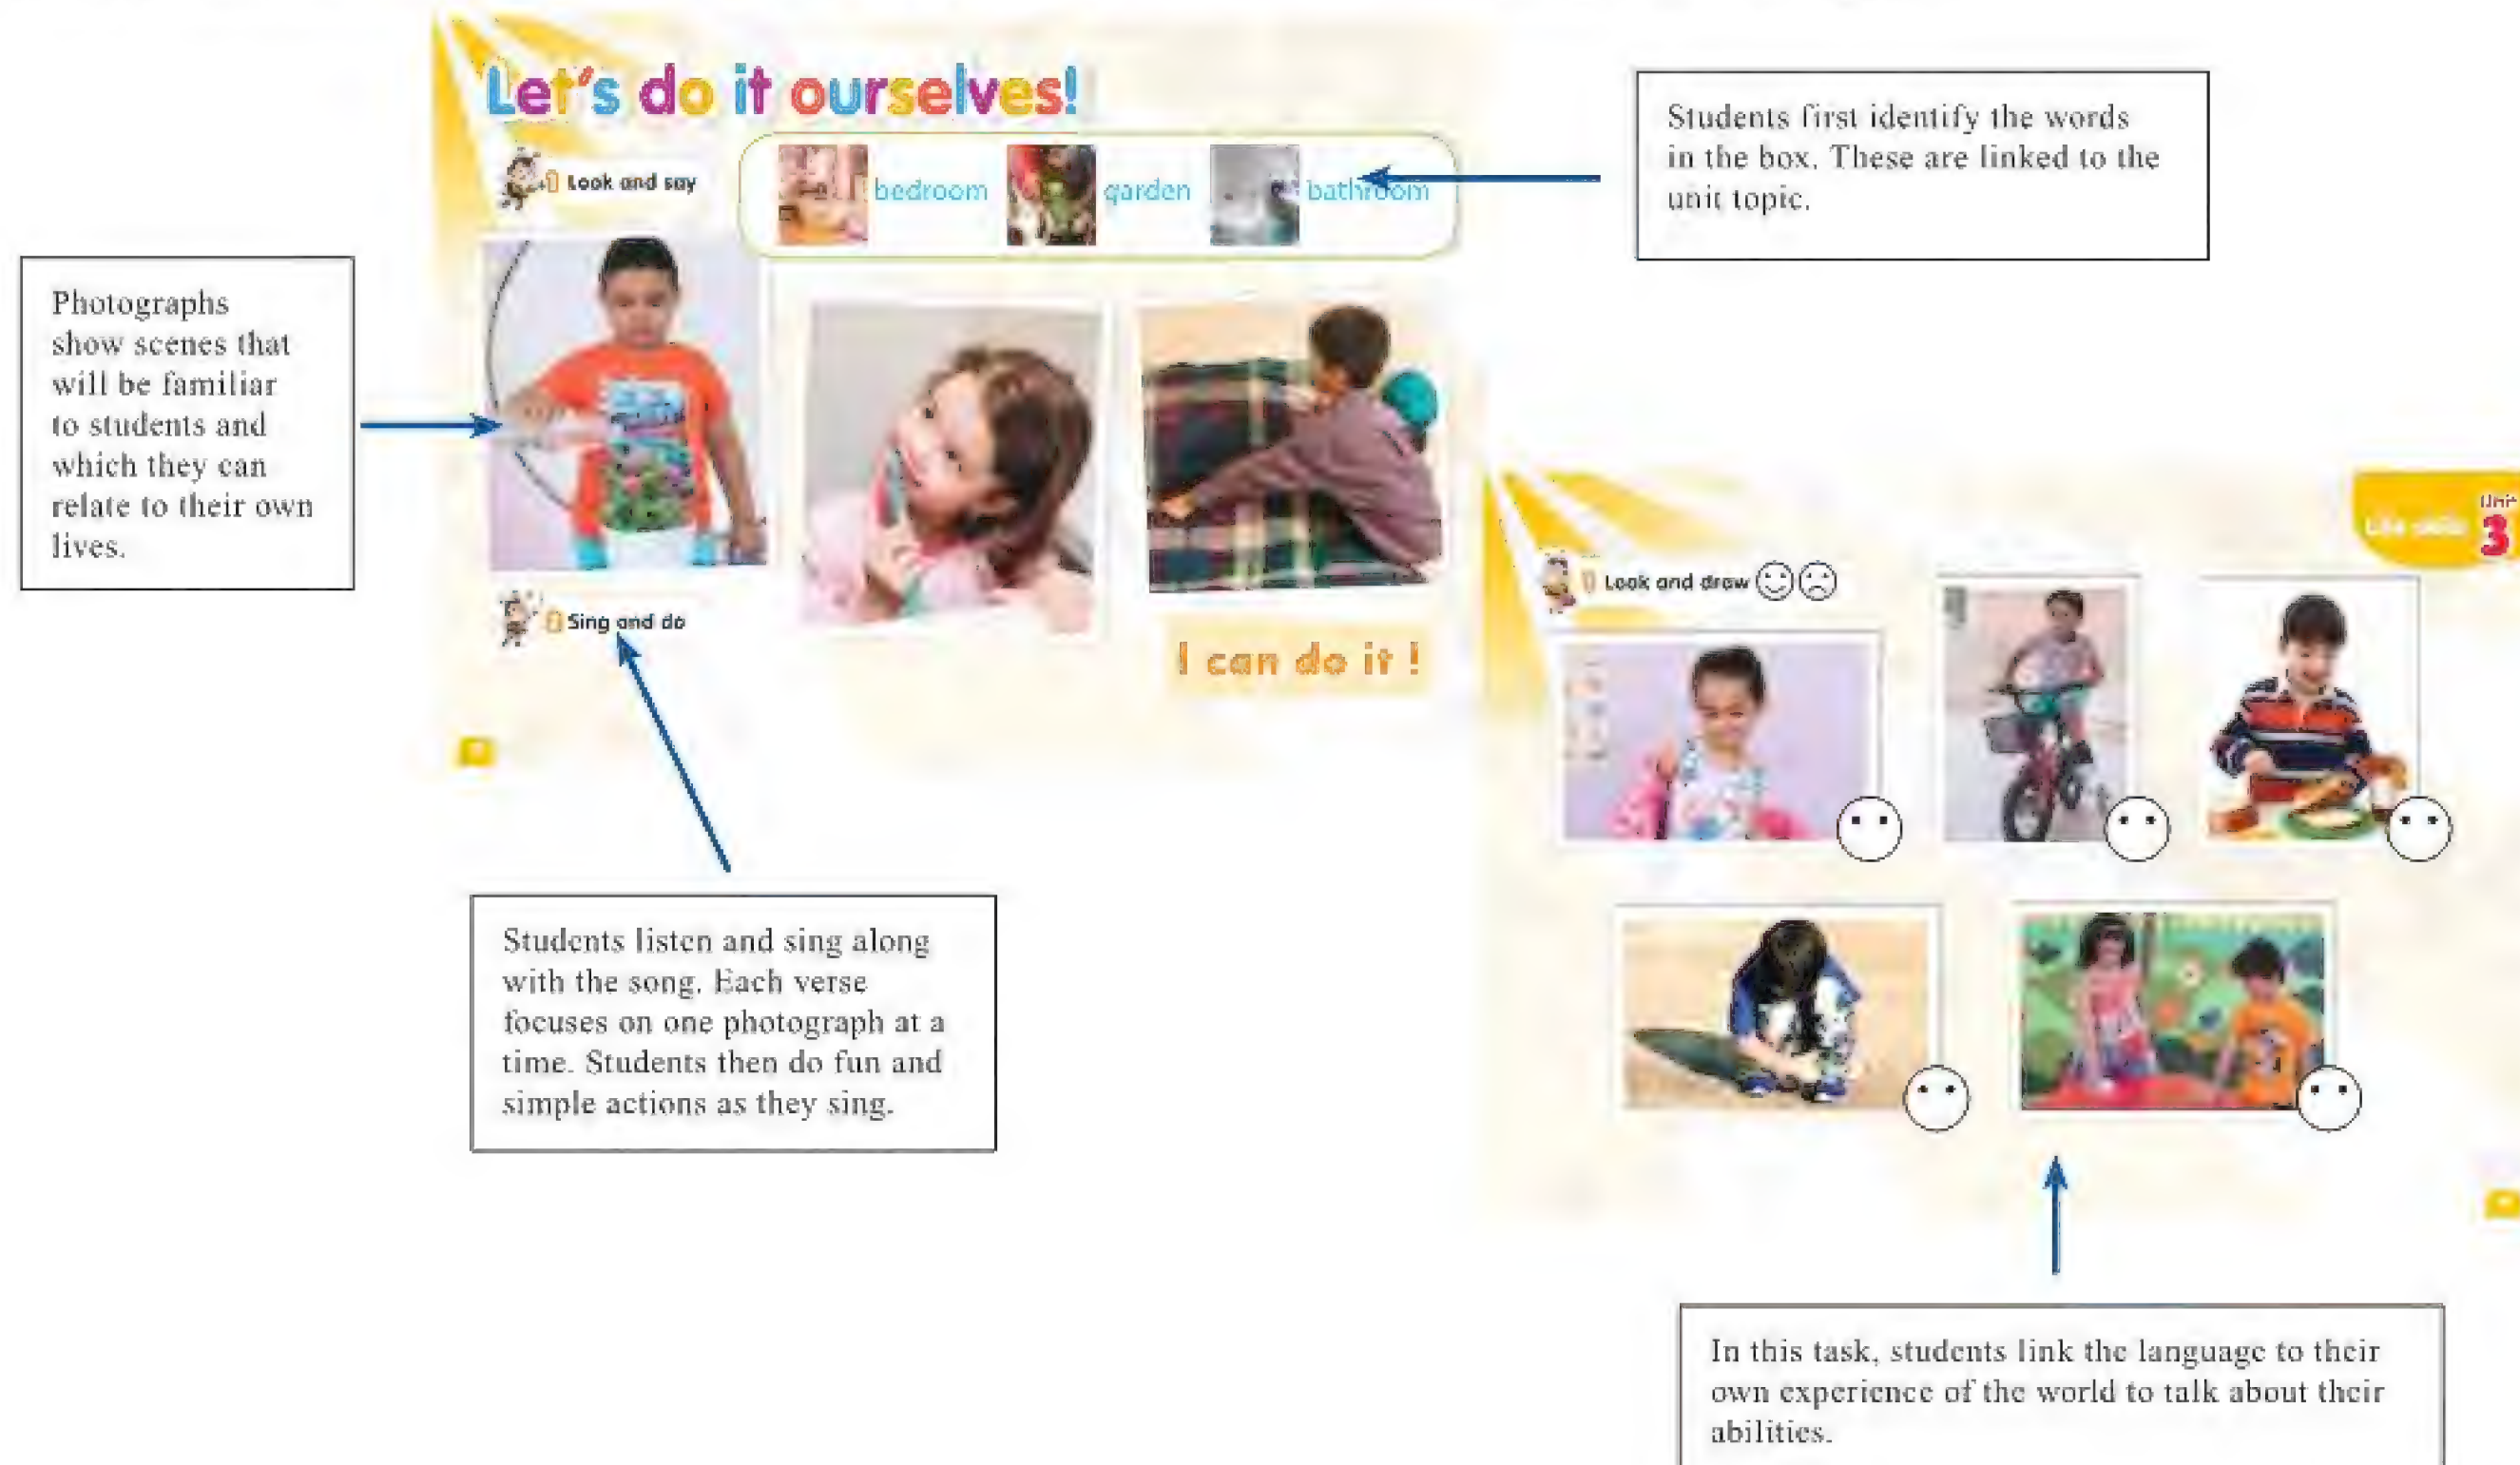 Let's do it ourselves!
Look and say
bedroom
garden
bathroom
Students first identify the words
in the box. These are linked to the
unit topic.
Photographs
show scenes that
will be familiar
to students and
which they can
relate to their own
lives.
Sing and do
I can do it !
Students listen and sing along
with the song. Each verse
focuses on one photograph at a
time. Students then do fun and
simple actions as they sing.
Life skills
Unit
3
Look and draw
In this task, students link the language to their
own experience of the world to talk about their
abilities.